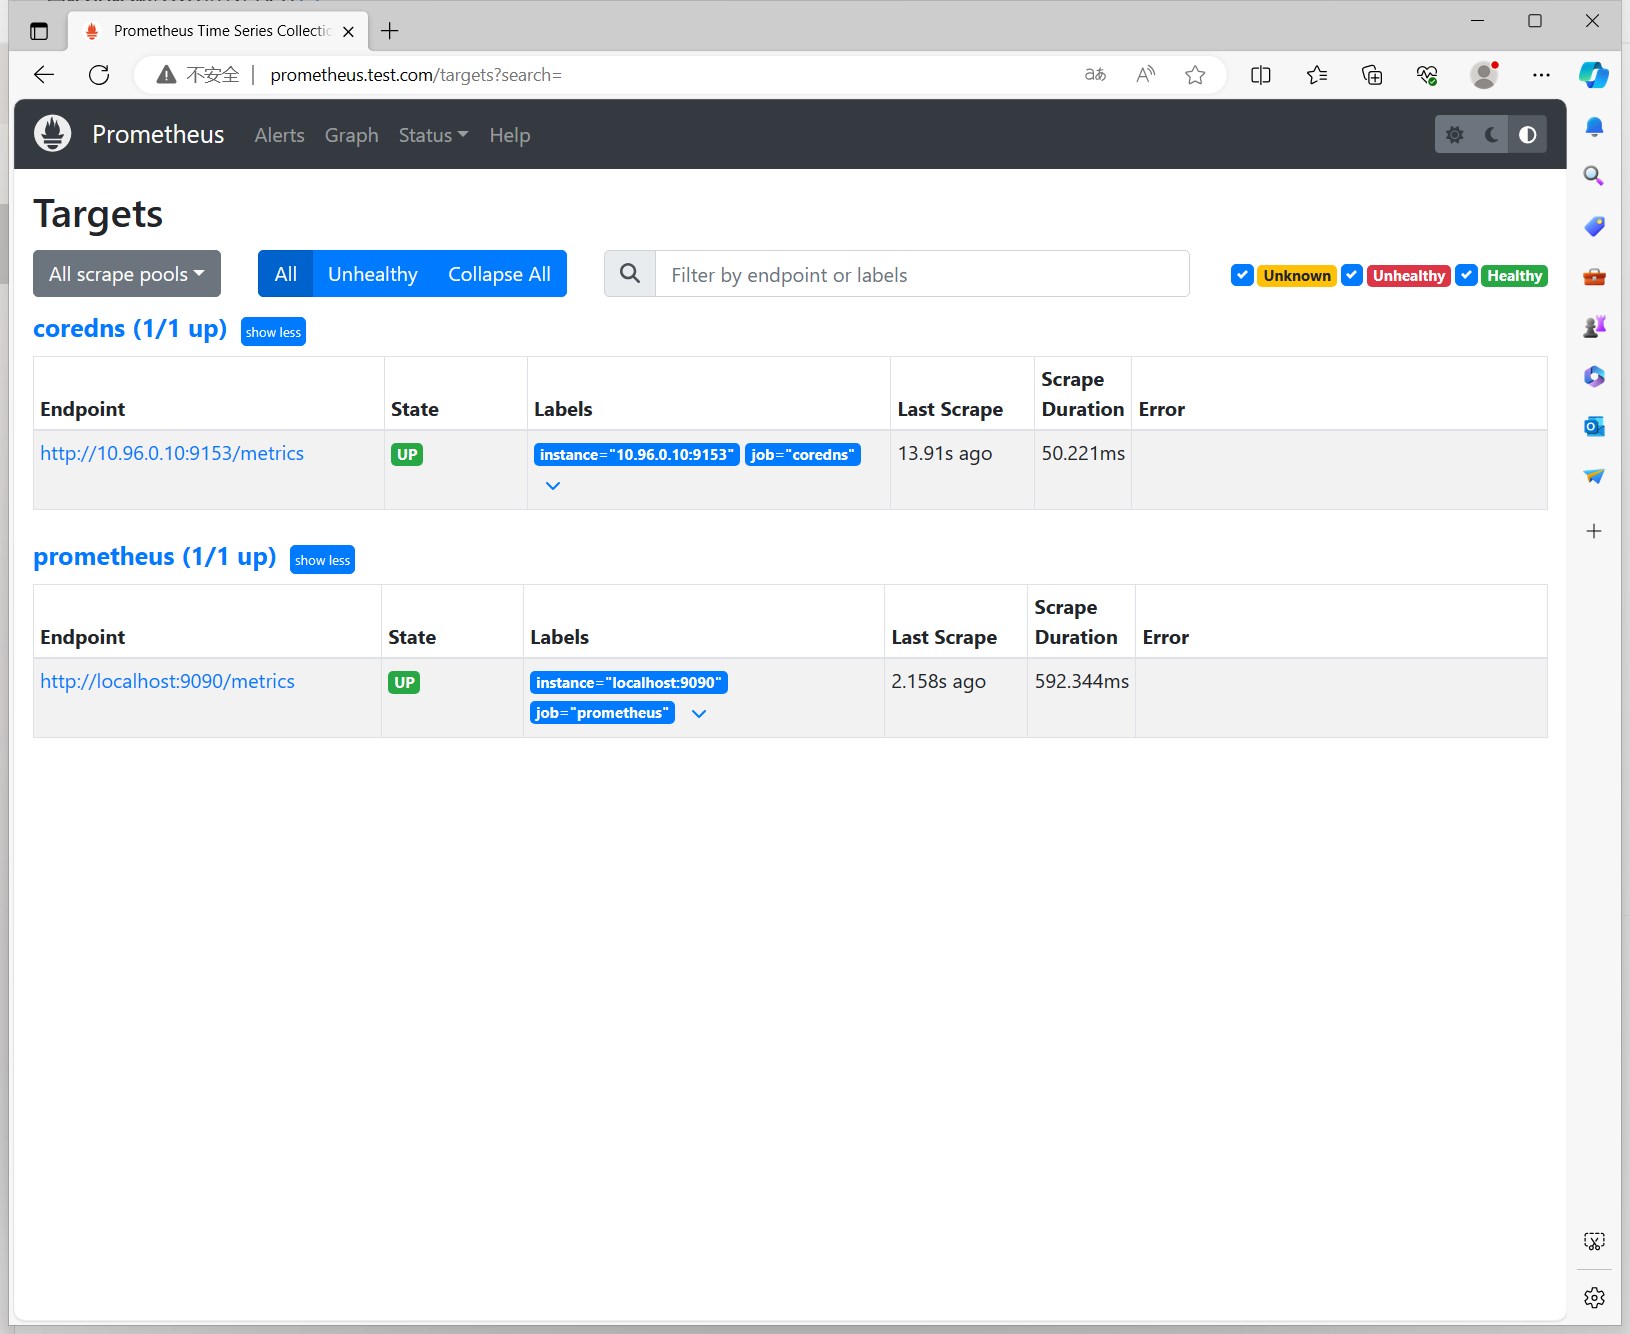 Prometheus Time Series Collectio
不安全 prometheus.test.com/targets?search=
Prometheus Alerts Graph Status Help
Targets
All scrape pools All Unhealthy Collapse All Filter by endpoint or labels Unknown Unhealthy Healthy
coredns (1/1 up) show less
Endpoint State Labels Last Scrape Scrape Duration Error
http://10.96.0.10:9153/metrics UP instance="10.96.0.10:9153" job="coredns" 13.91s ago 50.221ms
prometheus (1/1 up) show less
Endpoint State Labels Last Scrape Scrape Duration Error
http://localhost:9090/metrics UP instance="localhost:9090" 2.158s ago 592.344ms
job="prometheus"